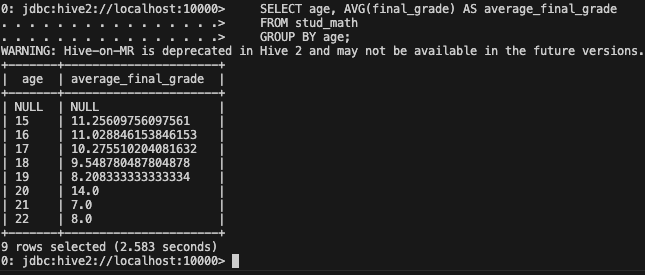 0: jdbc:hive2://localhost:10000>     SELECT age, AVG(final_grade) AS average_final_grade
. . . . . . . . . . . . . . . .>     FROM stud_math
. . . . . . . . . . . . . . . .>     GROUP BY age;
WARNING: Hive-on-MR is deprecated in Hive 2 and may not be available in the future versions.
+-------+----------------------+
|  age  | average_final_grade  |
+-------+----------------------+
| NULL  | NULL                 |
| 15    | 11.25609756097561    |
| 16    | 11.028846153846153   |
| 17    | 10.275510204081632   |
| 18    | 9.548780487804878    |
| 19    | 8.208333333333334    |
| 20    | 14.0                 |
| 21    | 7.0                  |
| 22    | 8.0                  |
+-------+----------------------+
9 rows selected (2.583 seconds)
0: jdbc:hive2://localhost:10000>